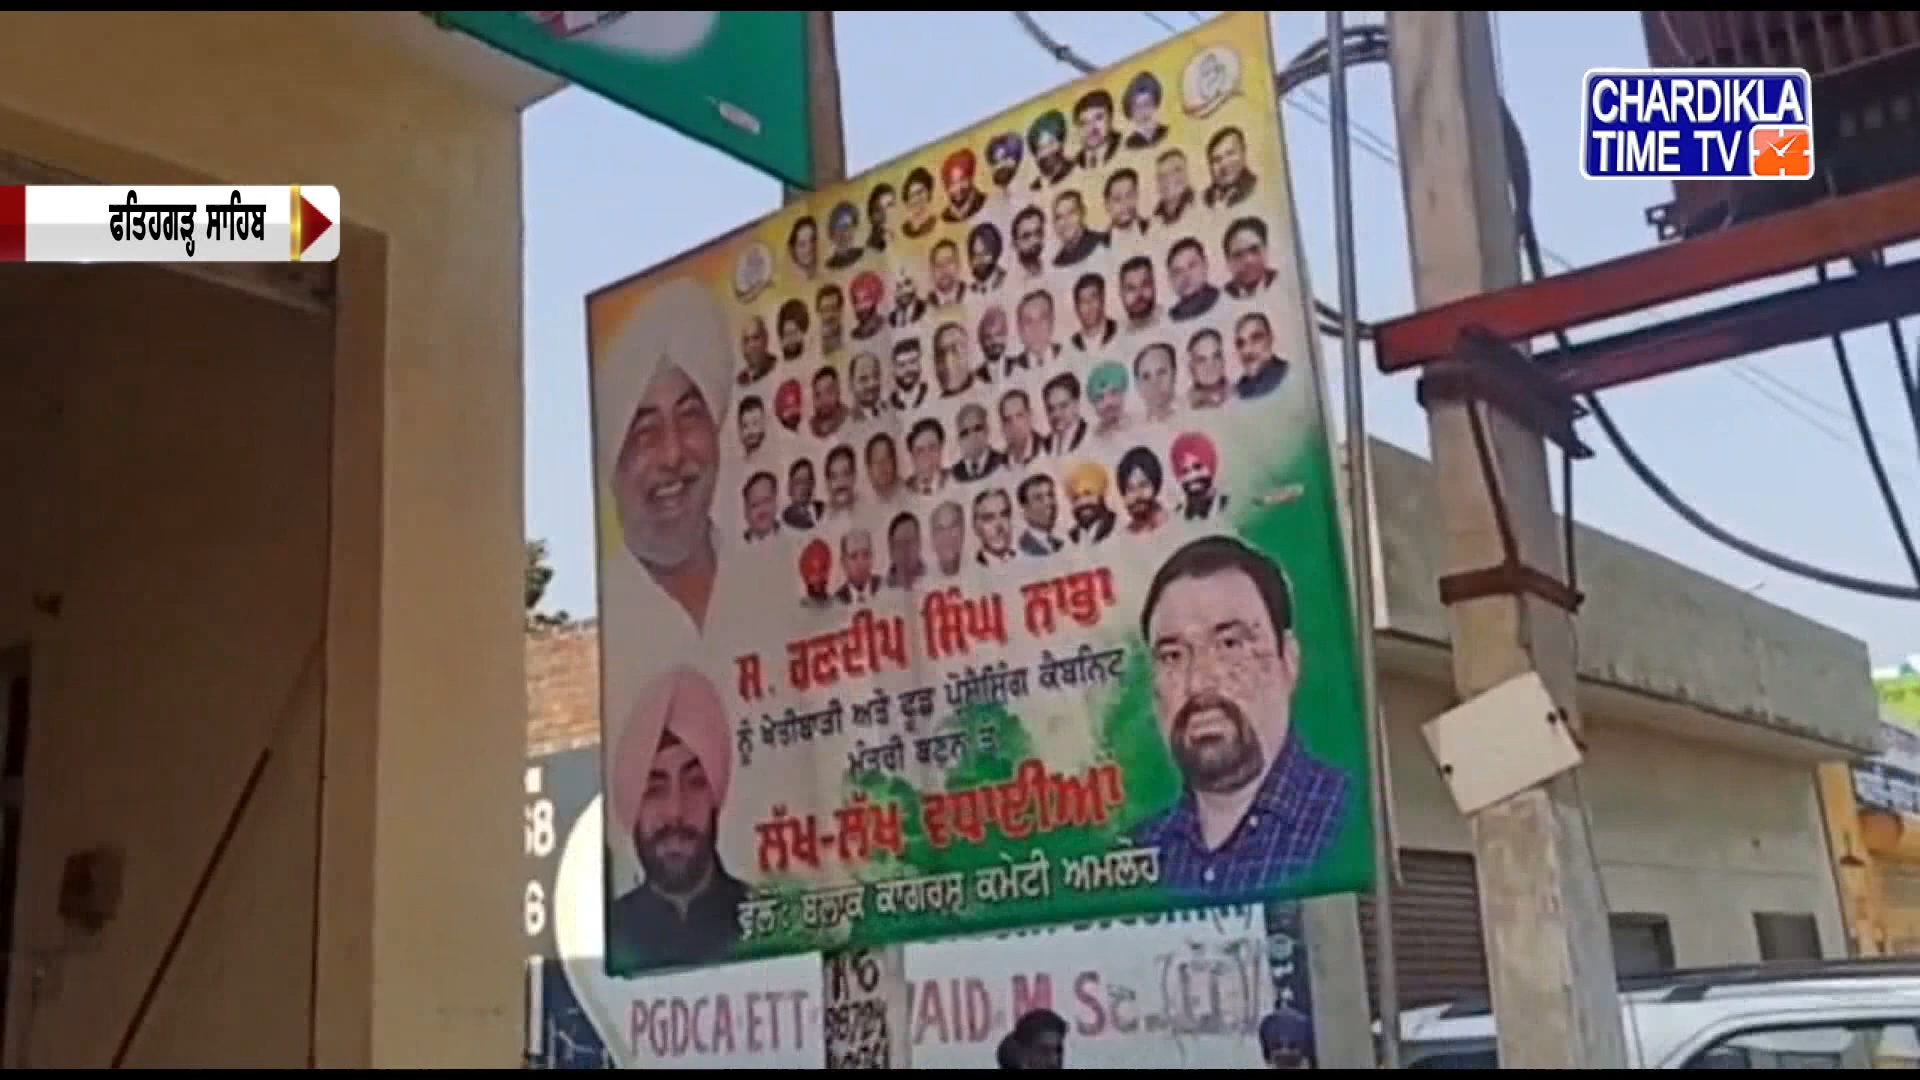 CHARDIKLA
TIME TV
ਫਤਿਹਗੜ੍ਹ ਸਾਹਿਬ
ਸ. ਰਣਦੀਪ ਸਿੰਘ ਨਾਭਾ
ਨੂੰ ਖੇਤੀਬਾੜੀ ਅਤੇ ਫੂਡ ਪ੍ਰੋਸੈਸਿੰਗ ਕੈਬਨਿਟ
ਮੰਤਰੀ ਬਣਨ ਤੇ
ਲੱਖ-ਲੱਖ ਵਧਾਈਆਂ
ਵੱਲੋਂ: ਬਲਾਕ ਕਾਂਗਰਸ ਕਮੇਟੀ ਅਮਲੋਹ
PGDCA ETT
M.Sc.